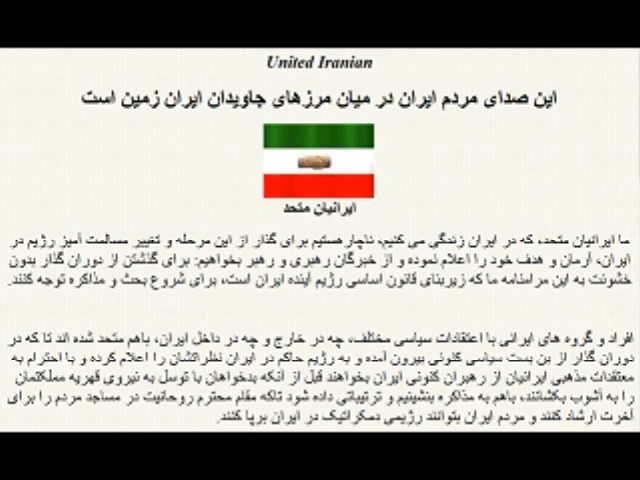 United Iranian
این صدای مردم ایران در میان مرزهای جاویدان ایران زمین است
ایرانیان متحد
ما ایرانیان متحد، که در ایران زندگی می کنیم، ناچار هستیم برای گذار از این مرحله و تغییر مسالمت آمیز رژیم در
ایران، آرمان و هدف خود را اعلام نموده و از خبرگان رهبری و رهبر بخواهیم: برای گذشتن از دوران گذار بدون
خشونت به این مرامنامه ما که زیربنای قانون اساسی رژیم آینده ایران است، برای شروع بحث و مذاکره توجه کنند.
افراد و گروه های ایرانی با اعتقادات سیاسی مختلف، چه در خارج و چه در داخل ایران، باهم متحد شده اند تا که در
دوران گذار از بن بست سیاسی کنونی بیرون آمده و به رژیم حاکم در ایران نظراتشان را اعلام کرده و با احترام به
معتقدات مذهبی ایرانیان از رهبران کنونی ایران بخواهند قبل از آنکه بدخواهان با توسل به نیروی قهریه مملکتمان
را به آشوب بکشانند، باهم به مذاکره بنشینیم و ترتیباتی داده شود تاکه مقام محترم روحانیت در مساجد مردم را برای
آخرت ارشاد کنند و مردم ایران بتوانند رژیمی دمکراتیک در ایران برپا کنند.